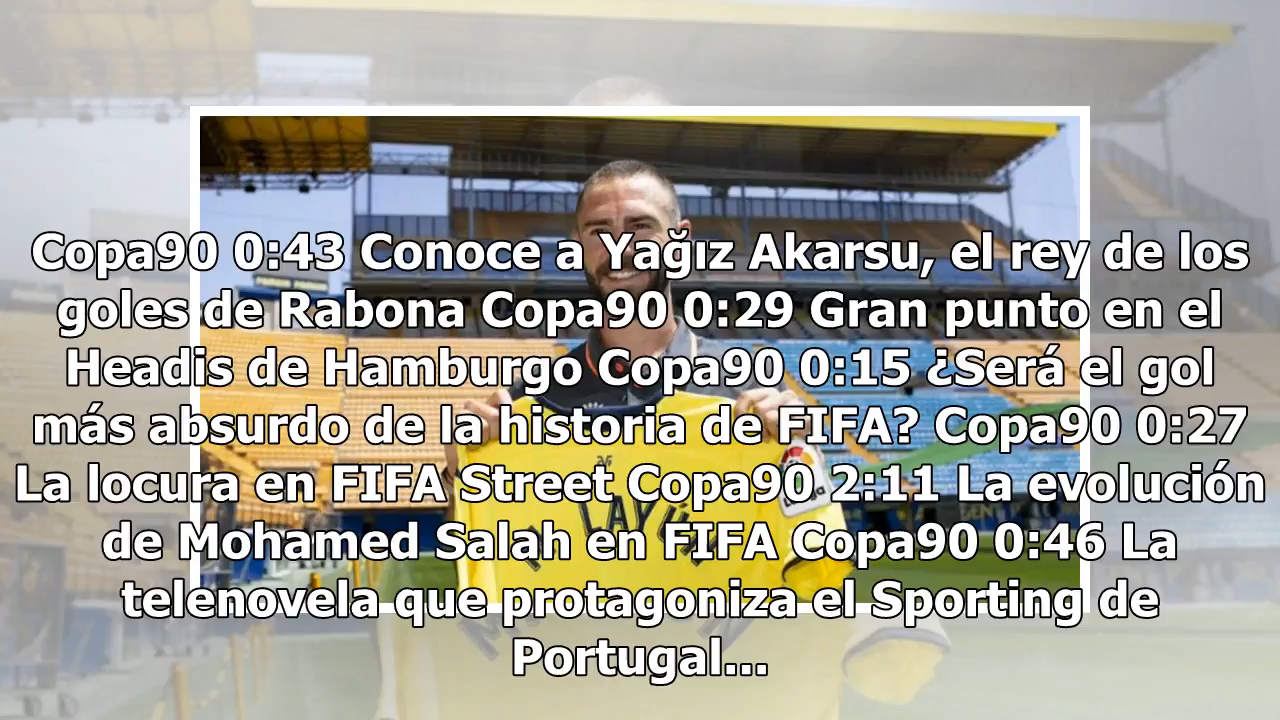 Copa90 0:43 Conoce a Yağız Akarsu, el rey de los
goles de Rabona Copa90 0:29 Gran punto en el
Headis de Hamburgo Copa90 0:15 ¿Será el gol
más absurdo de la historia de FIFA? Copa90 0:27
La locura en FIFA Street Copa90 2:11 La evolución
de Mohamed Salah en FIFA Copa90 0:46 La
telenovela que protagoniza el Sporting de
Portugal...